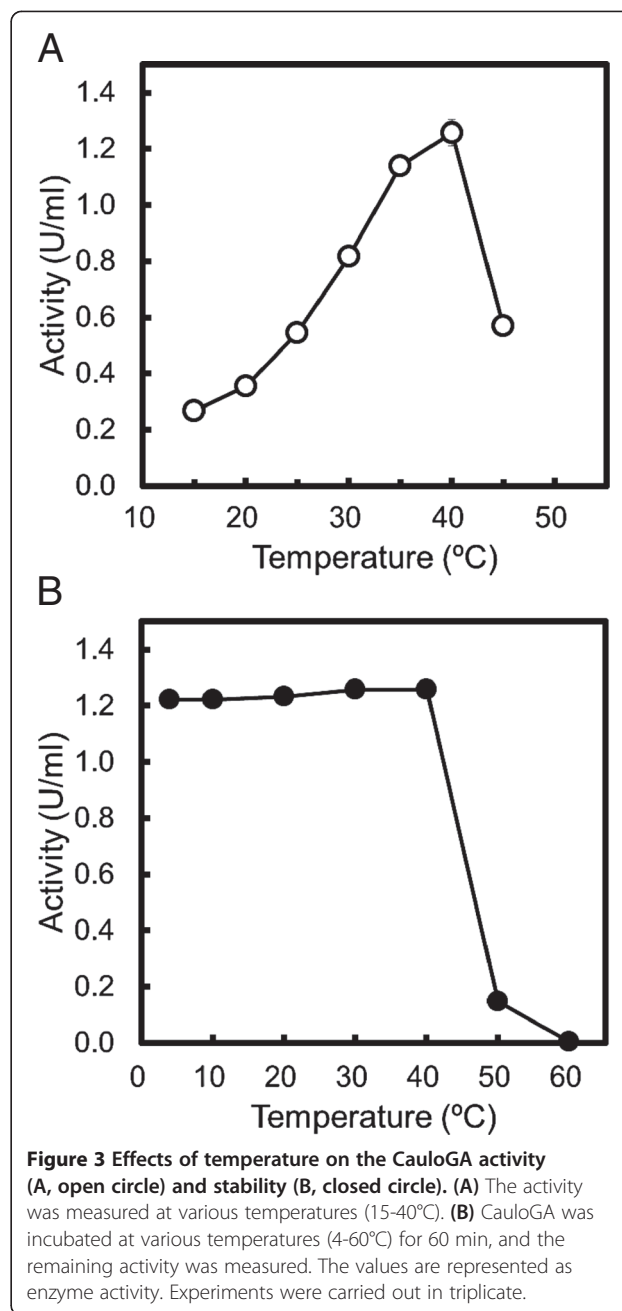 A
1.4
1.2
1.0
0.8
0.6
0.4
0.2
0.0
Activity (U/ml)
10 20 30 40 50
Temperature (ºC)
B
1.4
1.2
1.0
0.8
0.6
0.4
0.2
0.0
Activity (U/ml)
0 10 20 30 40 50 60
Temperature (ºC)
Figure 3 Effects of temperature on the CauloGA activity
(A, open circle) and stability (B, closed circle). (A) The activity
was measured at various temperatures (15-40°C). (B) CauloGA was
incubated at various temperatures (4-60°C) for 60 min, and the
remaining activity was measured. The values are represented as
enzyme activity. Experiments were carried out in triplicate.